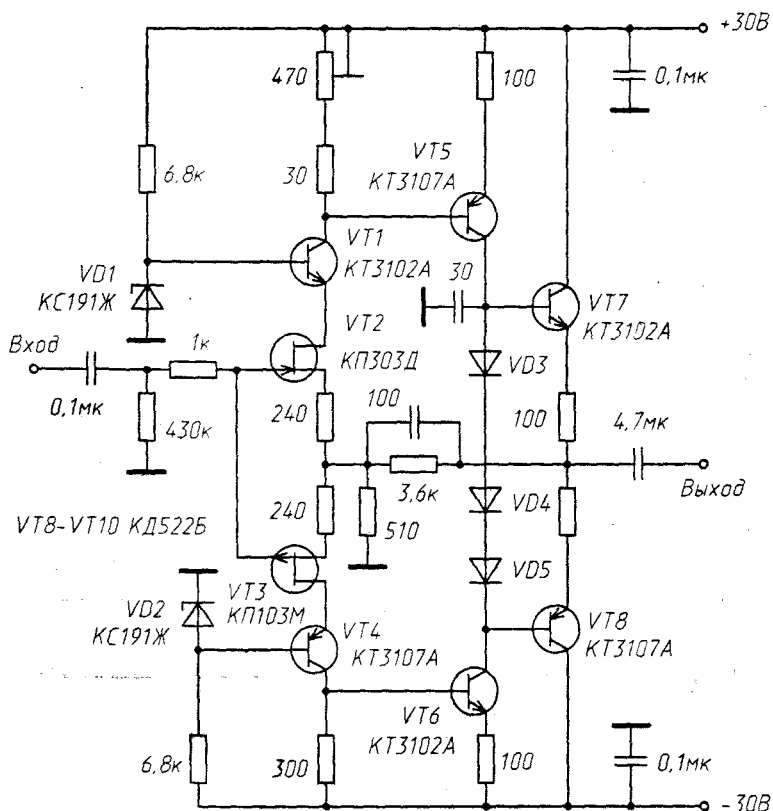 +30В
470
100
0,1мк
6,8к
30
VT5
КТ3107А
VT1
КТ3102А
VD1
КС191Ж
30
VT7
КТ3102А
Вход
1к
VT2
КП303Д
VD3
0,1мк
430к
240
100
100
4,7мк
3,6к
Выход
VT8-VT10 КД522Б
240
510
VD4
VT3
КП103М
VD5
VD2
КС191Ж
VT4
КТ3107А
VT8
КТ3107А
VT6
КТ3102А
6,8к
300
100
0,1мк
-30В